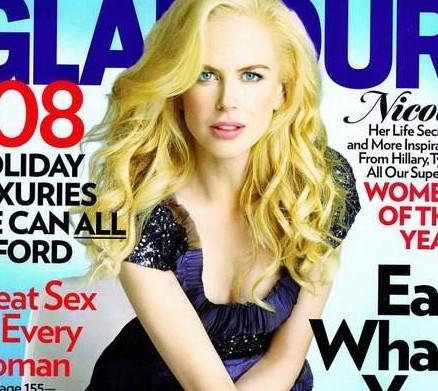 GLAMOUR
08
OLIDAY
XURIES
E CAN ALL
FORD
eat Sex
Every
oman
age 155—
Nico
Her Life Sec
and More Inspira
From Hillary, Ty
All Our Supe
WOME
OF TH
YEA
Ea
Wha
Y